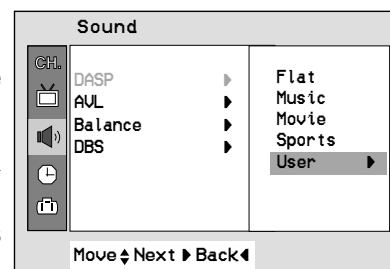 Sound
CH.
DASP
AVL
Balance
DBS
Flat
Music
Movie
Sports
User
Move Next Back